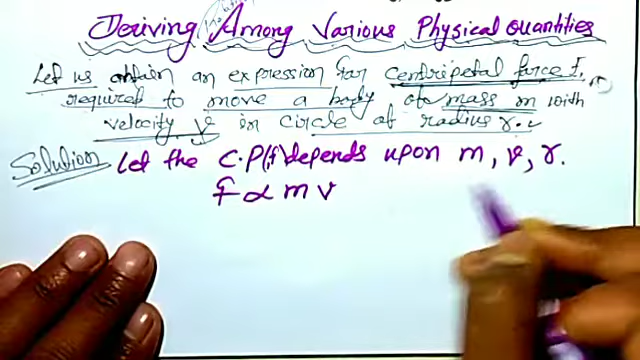 Deriving Among Various Physical Quantities
Let us obtain an expression for centripetal force F,
required to move a body of mass m with
velocity v in circle of radius r.
Solution Let the C.P(F) depends upon m, v, r.
F ∝ m v